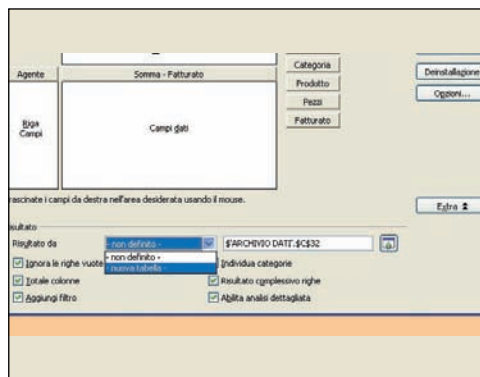 Categoria
Agente
Somma - Fatturato
Deinstallazione
Prodotto
Opzioni...
Pezzi
Riga
Campi
Campi dati
Fatturato
rascinate i campi da destra nell'area desiderata usando il mouse.
Extra
isultato
Risultato da
- non definito -
$'ARCHIVIO DATI'.$C$32
- non definito -
- nuova tabella -
Ignora le righe vuote
Individua categorie
Totale colonne
Risultato complessivo righe
Aggiungi filtro
Abilita analisi dettagliata